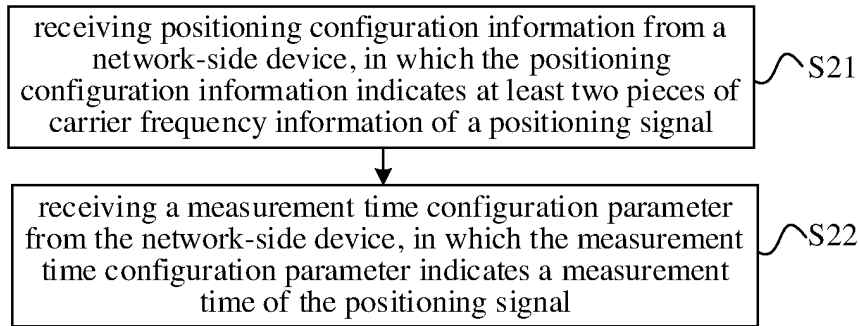 receiving positioning configuration information from a
network-side device, in which the positioning
configuration information indicates at least two pieces of
carrier frequency information of a positioning signal
S21
receiving a measurement time configuration parameter
from the network-side device, in which the measurement
time configuration parameter indicates a measurement
time of the positioning signal
S22